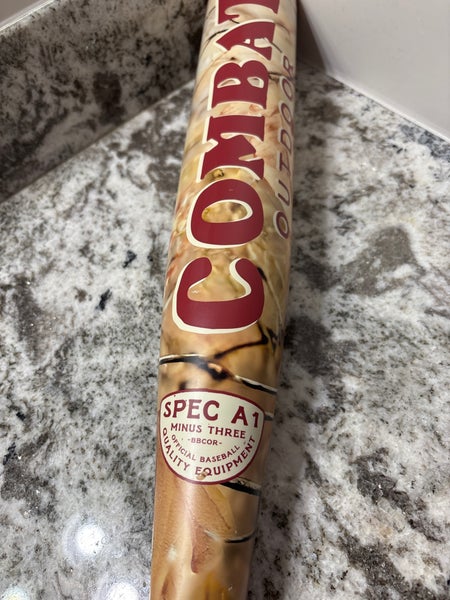 COMBAT
OUTDOOR
SPEC A1
MINUS THREE
-BBCOR-
OFFICIAL BASEBALL
QUALITY EQUIPMENT